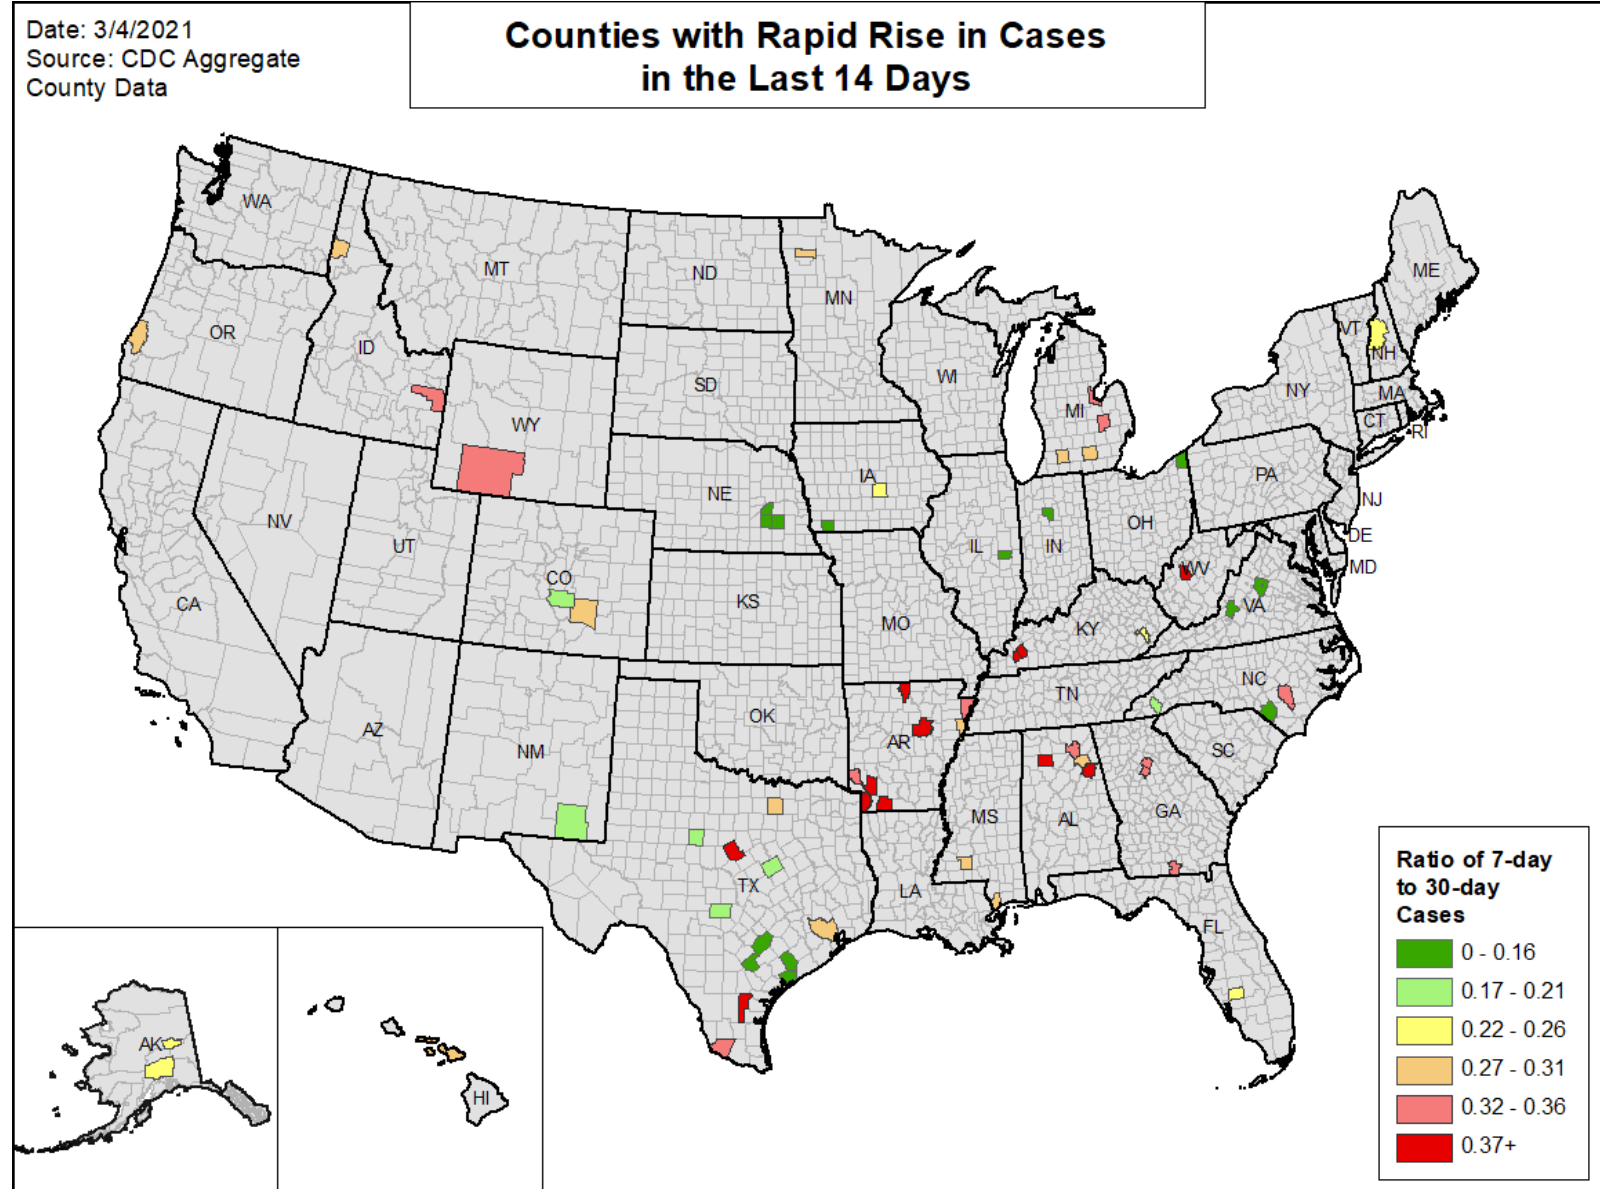 Date: 3/4/2021
Source: CDC Aggregate
County Data
Counties with Rapid Rise in Cases
in the Last 14 Days
WA
MT
ND
MN
ME
OR
ID
WY
SD
WI
MI
NY
VT
NH
MA
CT
RI
NV
UT
CO
NE
IA
IL
IN
OH
PA
NJ
DE
MD
CA
KS
MO
KY
WV
VA
AZ
NM
OK
AR
TN
NC
SC
TX
LA
MS
AL
GA
FL
AK
HI
Ratio of 7-day
to 30-day
Cases
0 - 0.16
0.17 - 0.21
0.22 - 0.26
0.27 - 0.31
0.32 - 0.36
0.37+